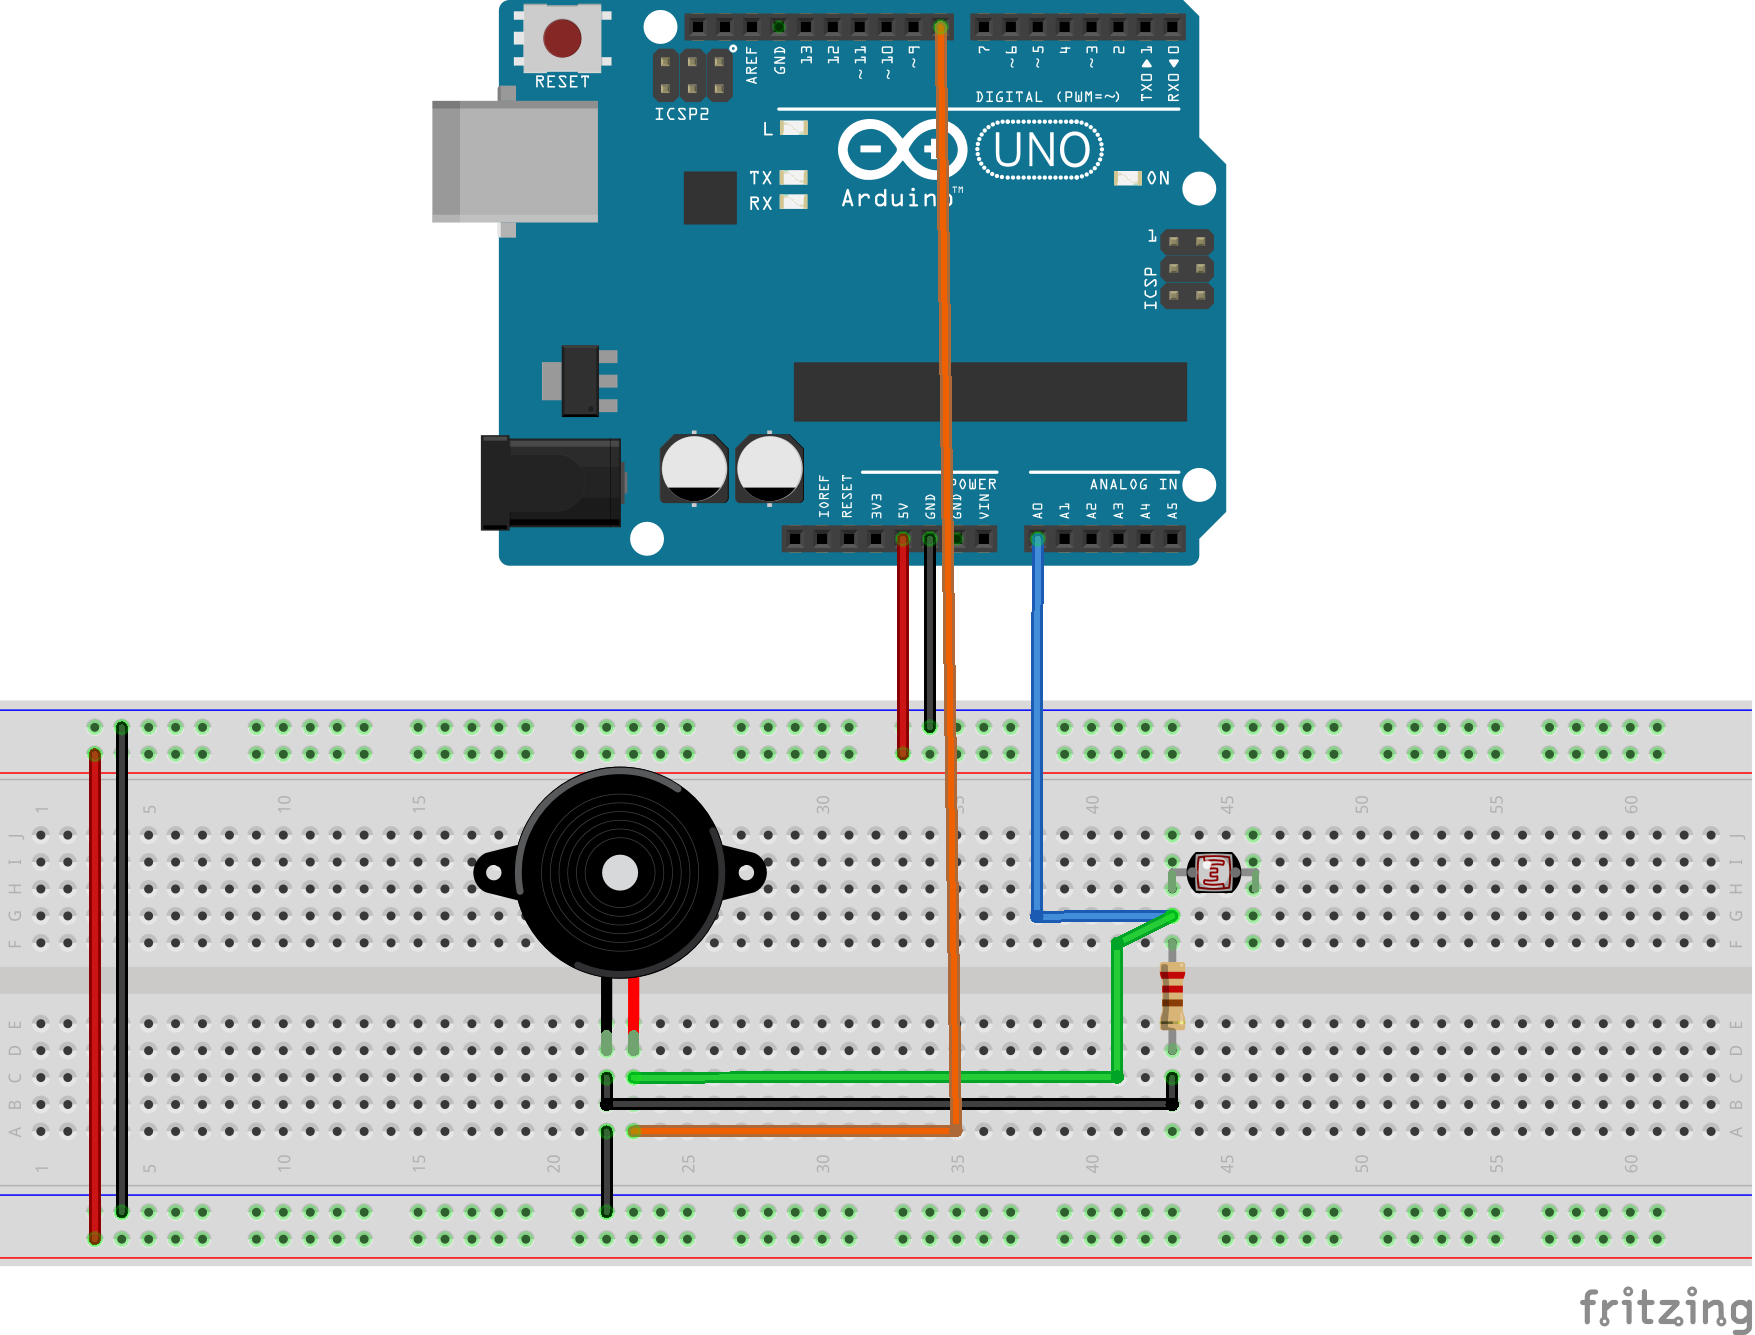 RESET
ICSP2
AREF
GND
13
12
~11
~10
~9
7
~6
~5
4
~3
2
TX0▶1
RX0◀0
DIGITAL (PWM=~)
L
TX
RX
Arduino™
UNO
ON
1
ICSP
POWER
ANALOG IN
IOREF
RESET
3V3
5V
GND
GND
VIN
A0
A1
A2
A3
A4
A5
1 5 10 15 30 35 40 45 50 55 60
J J
I I
H H
G G
F F
E E
D D
C C
B B
A A
1 5 10 15 20 25 30 35 40 45 50 55 60
fritzing